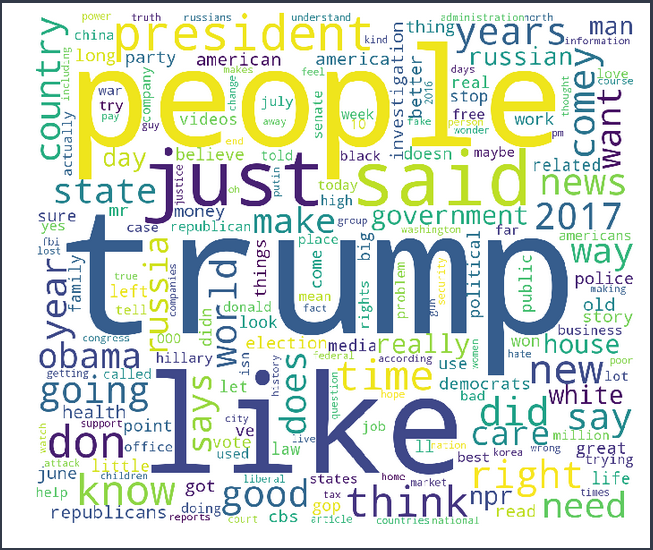 power truth russians understand administration north
china president thing years man
country long party kind information
including people american america investigation russian comey
war company better real love
try videos july senate week 2016 days stop course
actually pay guy makes change feel away 10 fake free work thought want
person wonder pm
day believe told end black doesn maybe related
just said news
state justice oh putin today high
sure mr money make group government 2017
yes case republican place washington far americans
fbi lost trump way
year family russia didn world things come big rights problem gun security political public police
true left tell companies donald look mean fact making
000 old story
congress election media really won house business
obama hillary isn federal according use women hate new poor
getting called like history time democrats lot
going says let does question hope bad white
health did say
support point city live job care million
watch don office vote ve used law ll nation great
attack little best korea wrong trying
june children liberal states home market right life
help know got good tax think npr times need
republicans doing cbs gop read
reports court article countries national